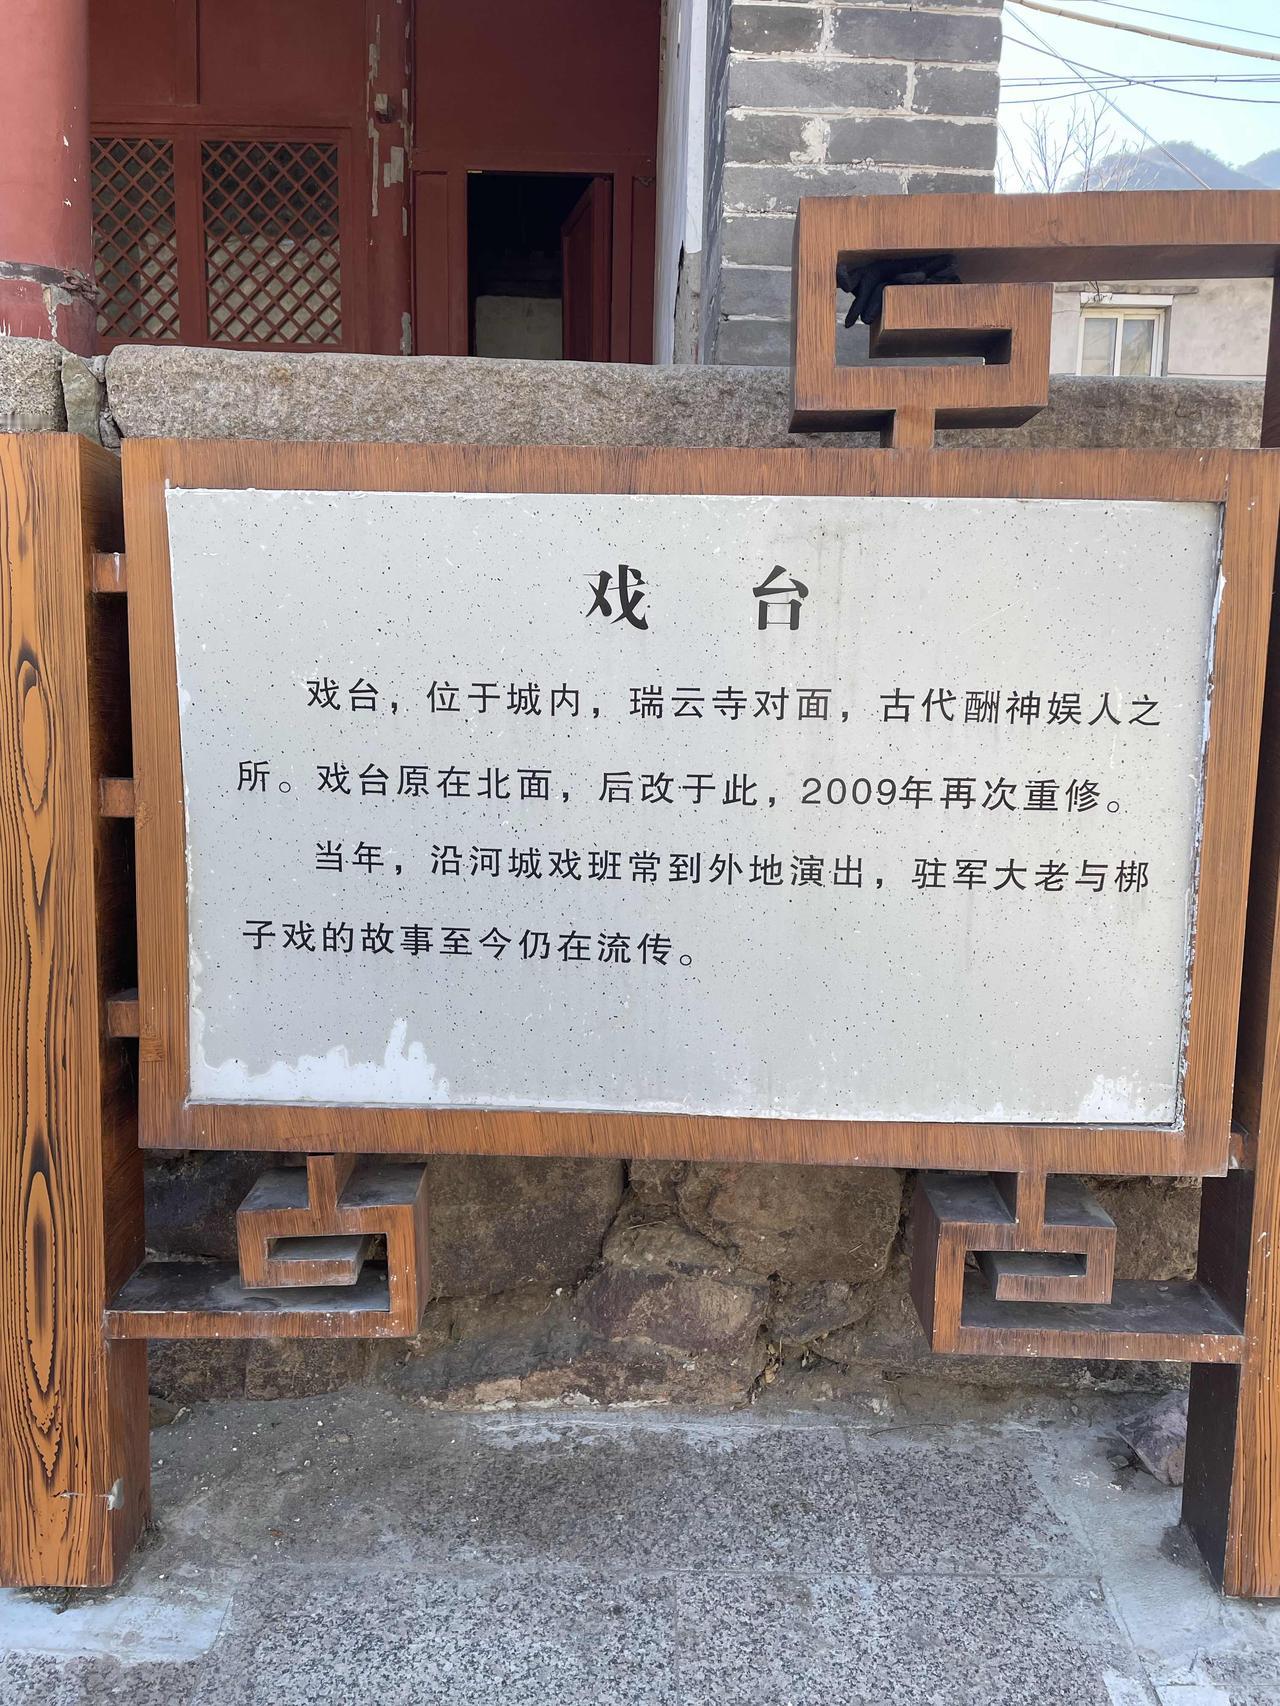 戏 台
戏台，位于城内，瑞云寺对面，古代酬神娱人之
所。戏台原在北面，后改于此，2009年再次重修。
当年，沿河城戏班常到外地演出，驻军大老与梆
子戏的故事至今仍在流传。